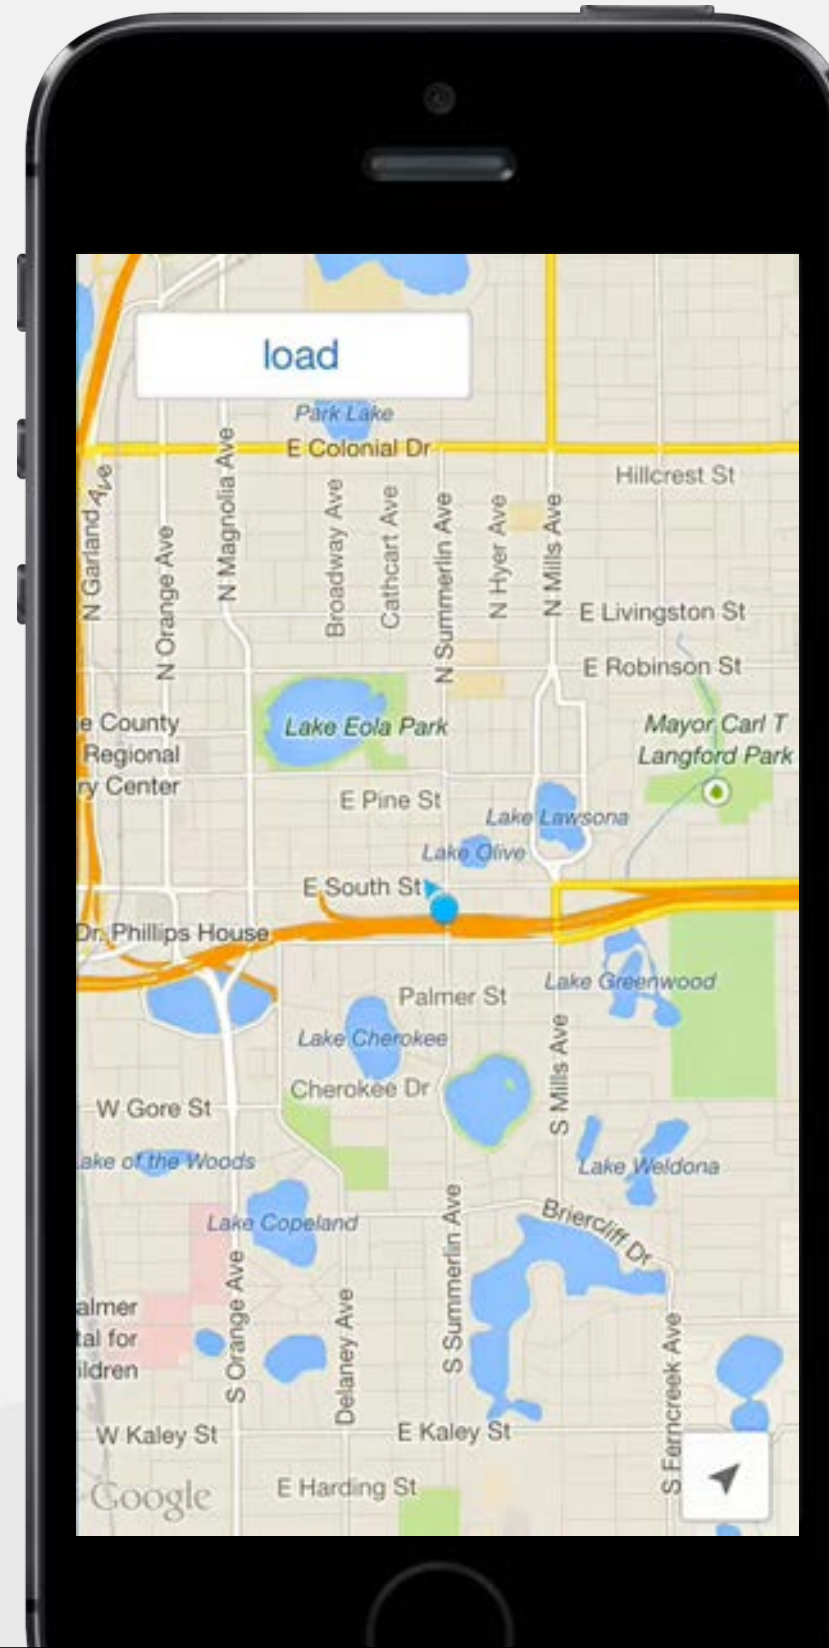 load
Park Lake
E Colonial Dr
Hillcrest St
N Garland Ave
N Orange Ave
N Magnolia Ave
Broadway Ave
Cathcart Ave
N Summerlin Ave
N Hyer Ave
N Mills Ave
E Livingston St
E Robinson St
Lake Eola Park
Mayor Carl T
Langford Park
e County
Regional
ry Center
E Pine St
Lake Lawsona
Lake Olive
E South St
Dr. Phillips House
Lake Greenwood
Palmer St
Lake Cherokee
S Mills Ave
Cherokee Dr
W Gore St
ake of the Woods
Lake Weldona
Lake Copeland
Briercliff Dr
S Orange Ave
Delaney Ave
S Summerlin Ave
S Ferncreek Ave
almer
tal for
ildren
W Kaley St
E Kaley St
E Harding St
Google